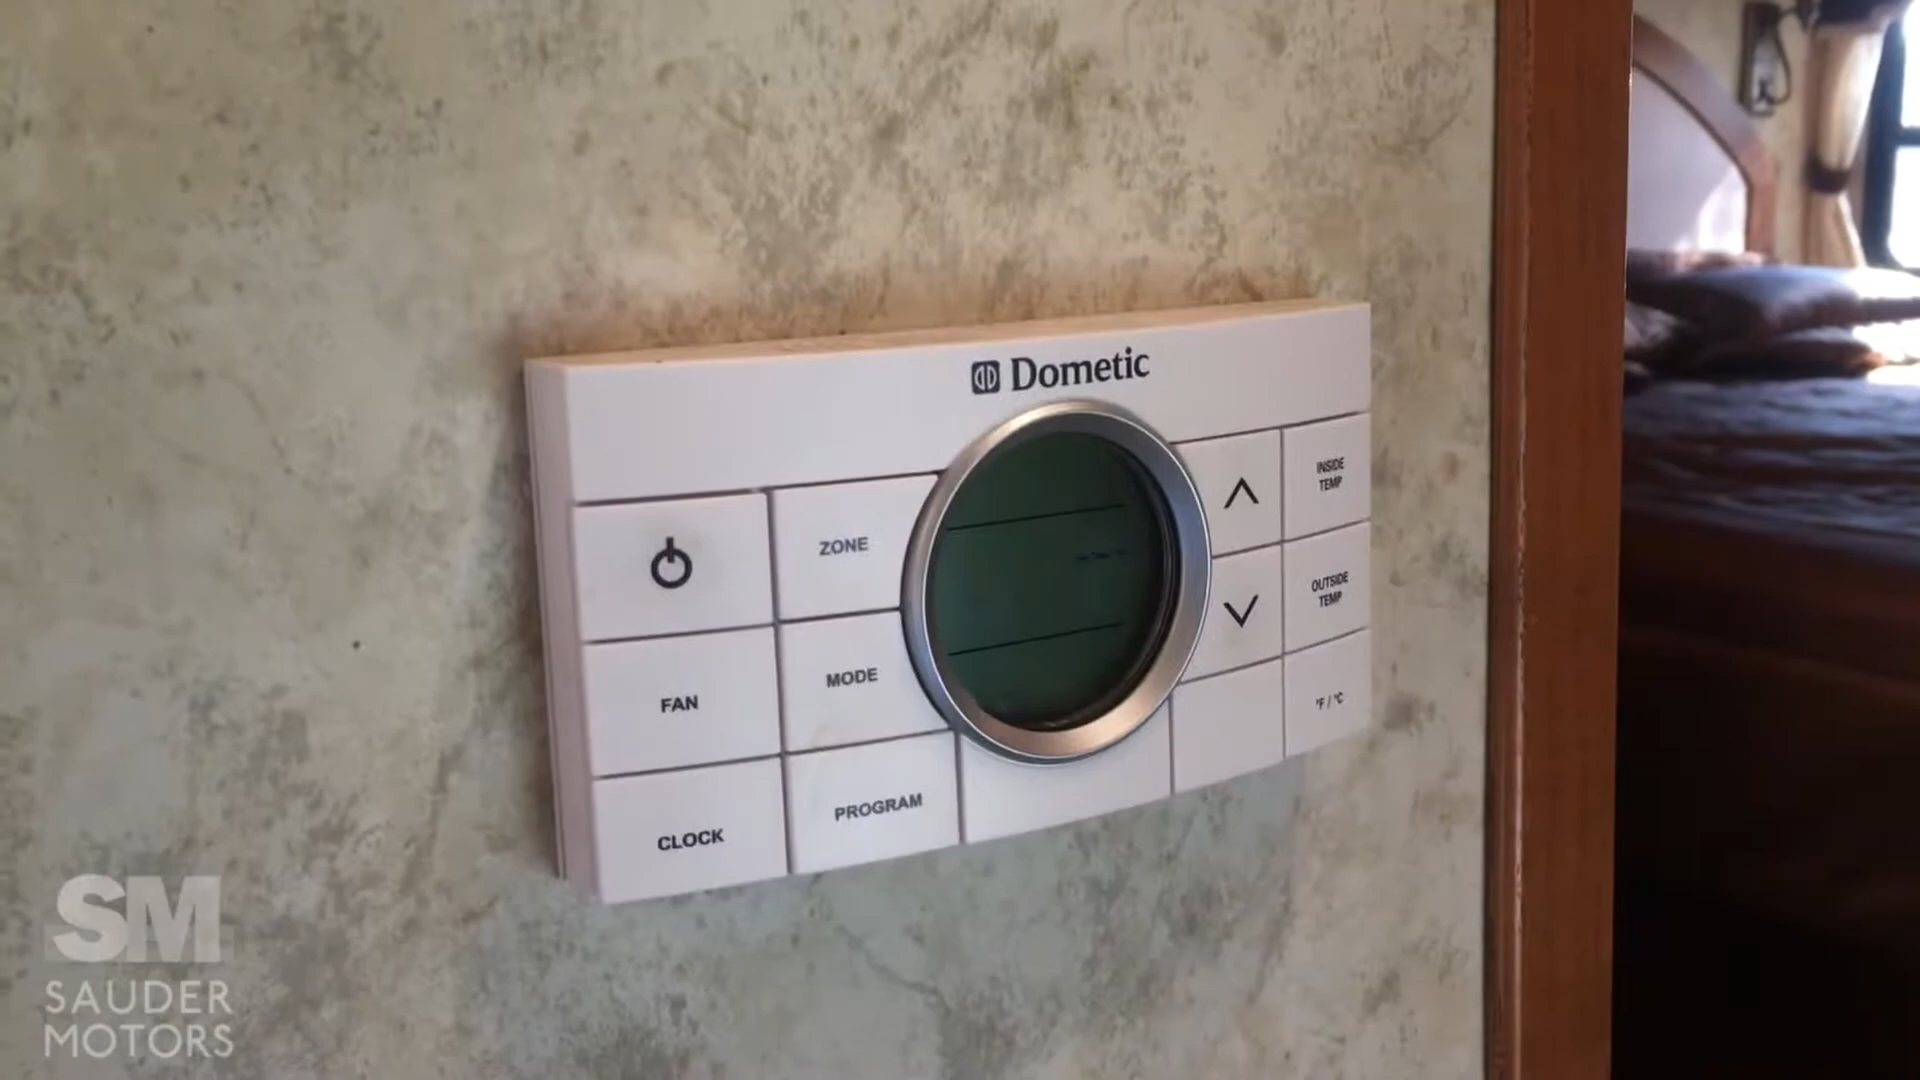 Dometic
ZONE
INSIDE
TEMP
FAN
MODE
OUTSIDE
TEMP
CLOCK
PROGRAM
°F / °C
SM
SAUDER
MOTORS